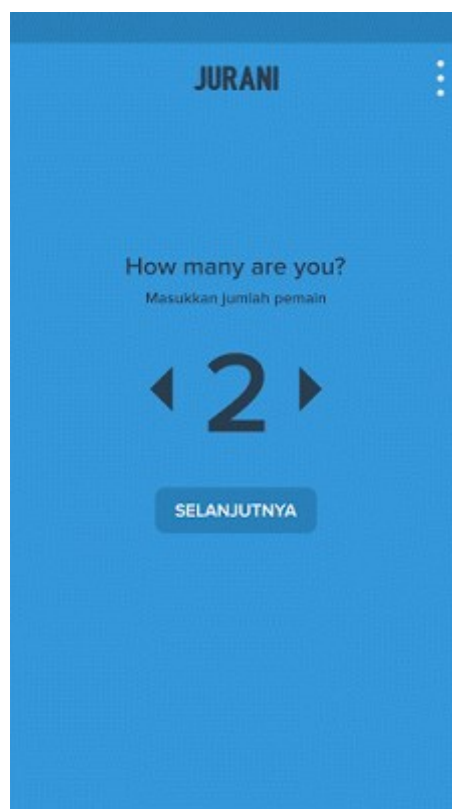 JURANI
How many are you?
Masukkan jumlah pemain
2
SELANJUTNYA